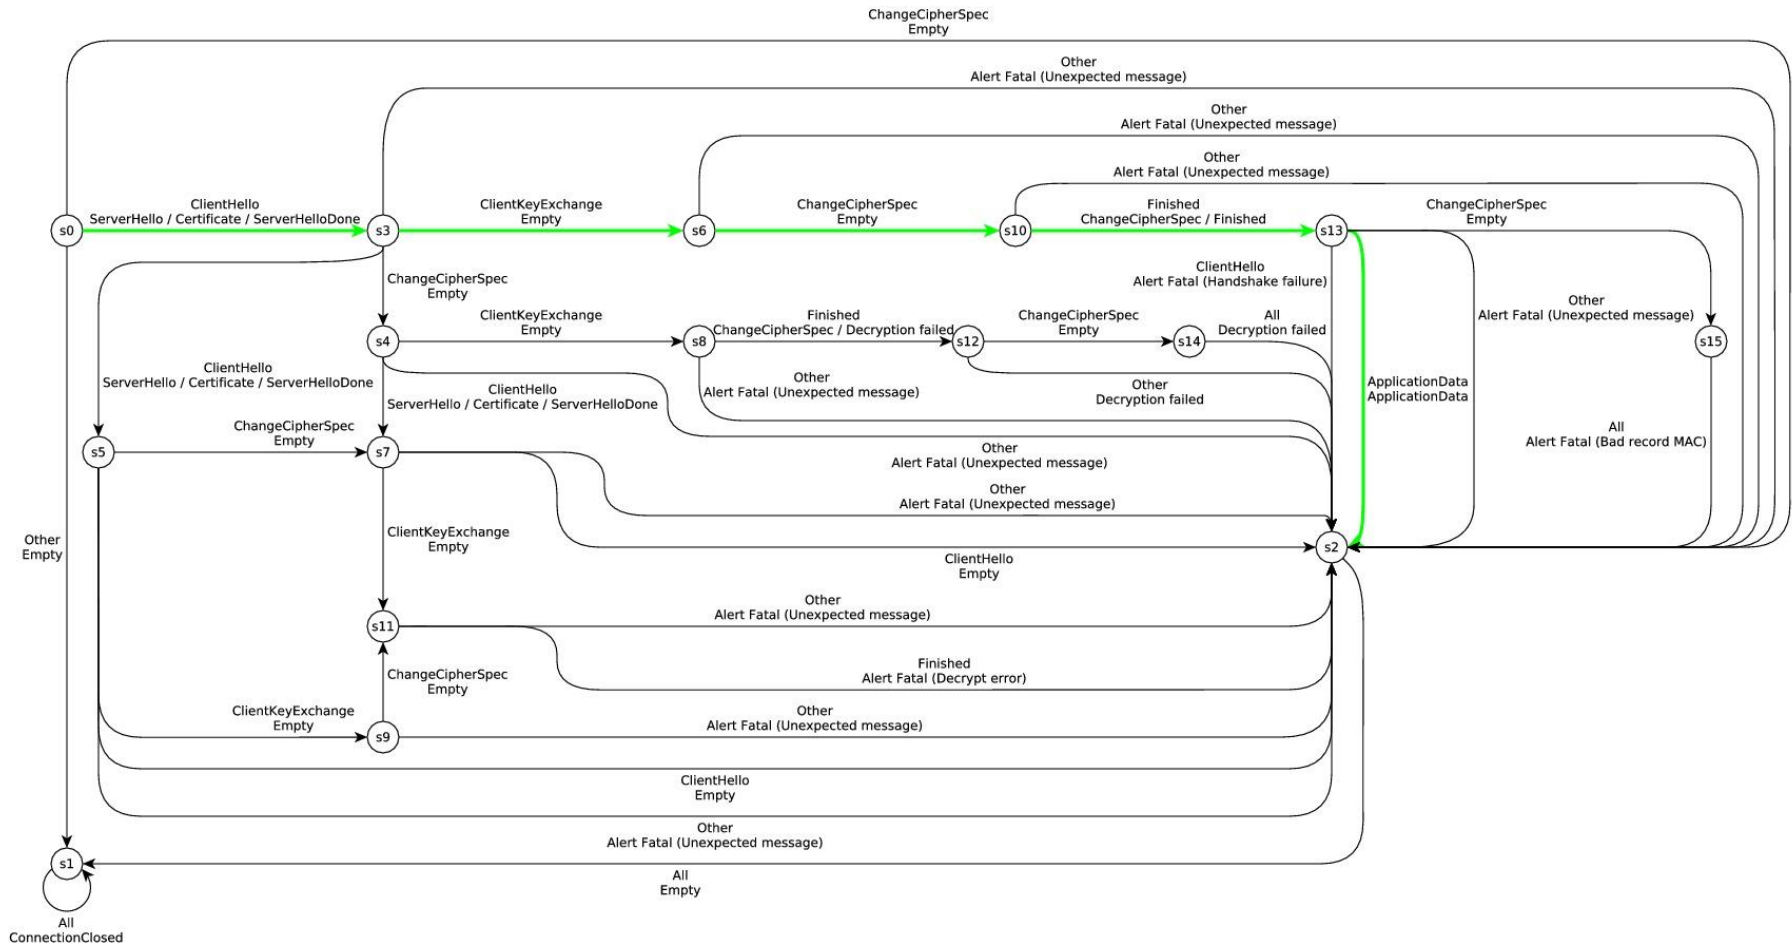 ChangeCipherSpec
Empty
Other
Alert Fatal (Unexpected message)
Other
Alert Fatal (Unexpected message)
Other
Alert Fatal (Unexpected message)
s0
ClientHello
ServerHello / Certificate / ServerHelloDone
s3
ClientKeyExchange
Empty
s6
ChangeCipherSpec
Empty
s10
Finished
ChangeCipherSpec / Finished
s13
ChangeCipherSpec
Empty
ChangeCipherSpec
Empty
ClientHello
Alert Fatal (Handshake failure)
Other
Alert Fatal (Unexpected message)
s4
ClientKeyExchange
Empty
s8
Finished
ChangeCipherSpec / Decryption failed
s12
ChangeCipherSpec
Empty
s14
All
Decryption failed
s15
ClientHello
ServerHello / Certificate / ServerHelloDone
ClientHello
ServerHello / Certificate / ServerHelloDone
Other
Alert Fatal (Unexpected message)
Other
Decryption failed
ApplicationData
ApplicationData
s5
ChangeCipherSpec
Empty
s7
Other
Alert Fatal (Unexpected message)
All
Alert Fatal (Bad record MAC)
Other
Alert Fatal (Unexpected message)
Other
Empty
ClientKeyExchange
Empty
s2
ClientHello
Empty
s11
Other
Alert Fatal (Unexpected message)
Finished
Alert Fatal (Decrypt error)
ChangeCipherSpec
Empty
ClientKeyExchange
Empty
s9
Other
Alert Fatal (Unexpected message)
ClientHello
Empty
Other
Alert Fatal (Unexpected message)
s1
All
Empty
All
ConnectionClosed